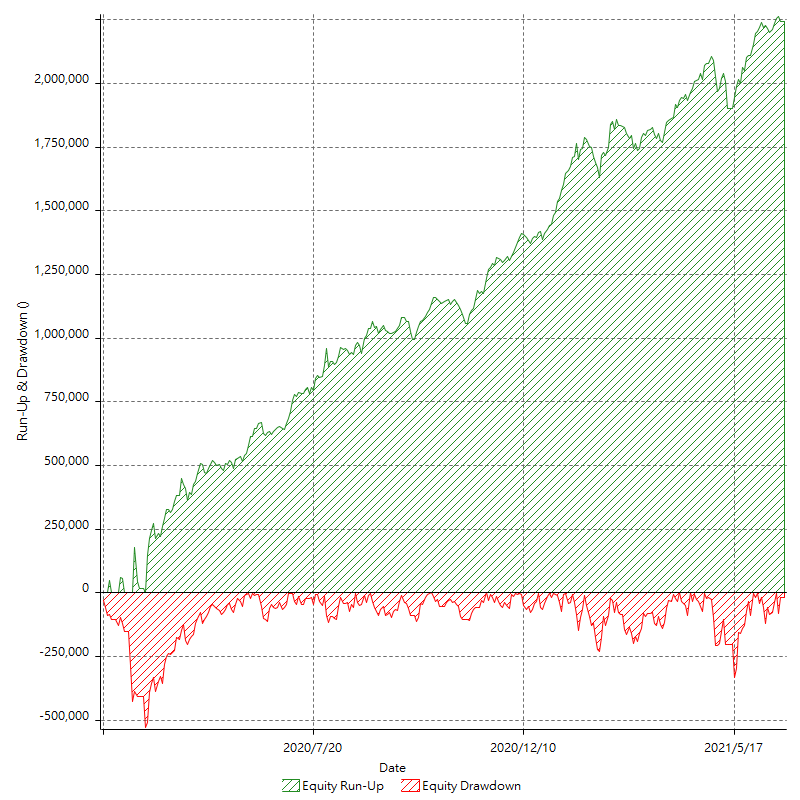 2,000,000
1,750,000
1,500,000
1,250,000
1,000,000
750,000
500,000
250,000
0
-250,000
-500,000
Run-Up & Drawdown ()
2020/7/20 2020/12/10 2021/5/17
Date
Equity Run-Up Equity Drawdown